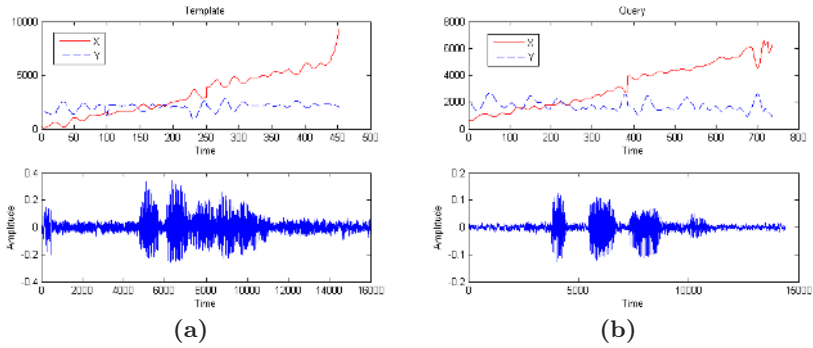 Template
10000
5000
0
X
Y
0 50 100 150 200 250 300 350 400 450 500
Time
0.4
0.2
0
-0.2
-0.4
Amplitude
0 2000 4000 6000 8000 10000 12000 14000 16000
Time
(a)
Query
8000
6000
4000
2000
0
X
Y
0 100 200 300 400 500 600 700 800
Time
0.2
0.1
0
-0.1
-0.2
Amplitude
0 5000 10000 15000
Time
(b)